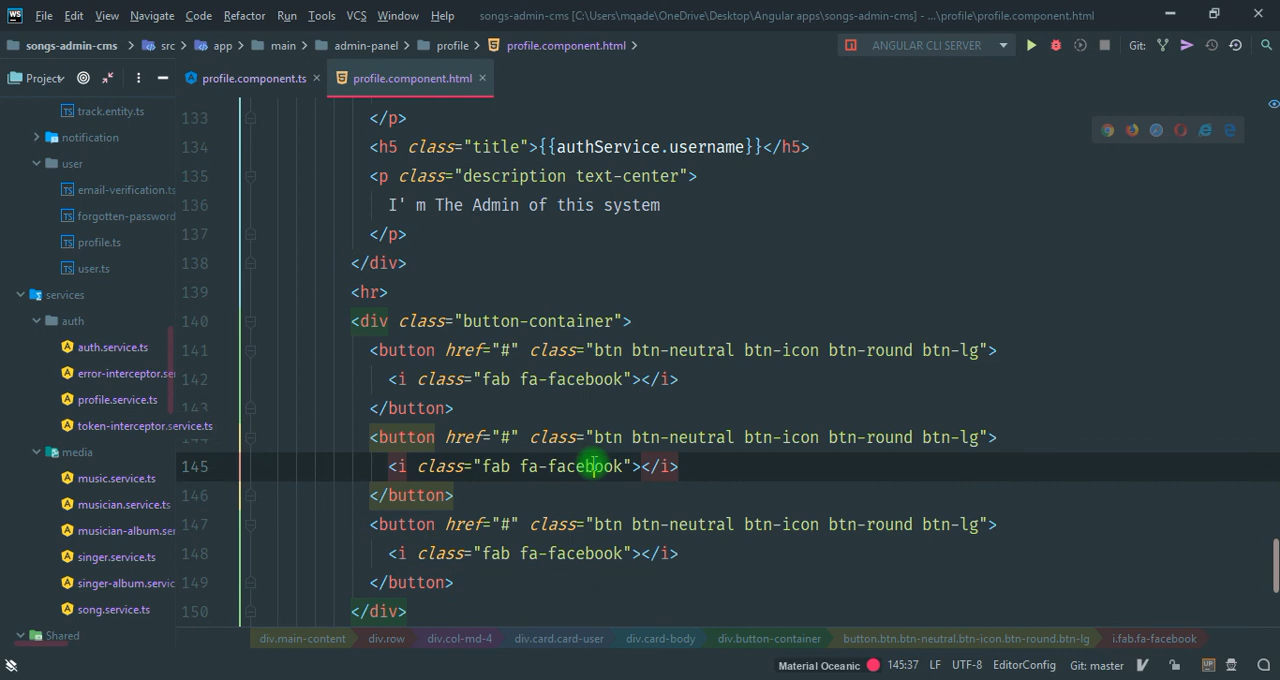 WS File Edit View Navigate Code Refactor Run Tools VCS Window Help songs-admin-cms [C:\Users\mqade\OneDrive\Desktop\Angular apps\songs-admin-cms] - ...\profile\profile.component.html
songs-admin-cms src app main admin-panel profile profile.component.html ANGULAR CLI SERVER Git:
Project profile.component.ts profile.component.html
track.entity.ts
notification
user
email-verification.ts
forgotten-password
profile.ts
user.ts
services
auth
auth.service.ts
error-interceptor.se
profile.service.ts
token-interceptor.service.ts
media
music.service.ts
musician.service.ts
musician-album.se
singer.service.ts
singer-album.servic
song.service.ts
Shared
133 </p>
134 <h5 class="title">{{authService.username}}</h5>
135 <p class="description text-center">
136 I' m The Admin of this system
137 </p>
138 </div>
139 <hr>
140 <div class="button-container">
141 <button href="#" class="btn btn-neutral btn-icon btn-round btn-lg">
142 <i class="fab fa-facebook"></i>
143 </button>
144 <button href="#" class="btn btn-neutral btn-icon btn-round btn-lg">
145 <i class="fab fa-facebook"></i>
146 </button>
147 <button href="#" class="btn btn-neutral btn-icon btn-round btn-lg">
148 <i class="fab fa-facebook"></i>
149 </button>
150 </div>
div.main-content div.row div.col-md-4 div.card.card-user div.card-body div.button-container button.btn.btn-neutral.btn-icon.btn-round.btn-lg i.fab.fa-facebook
Material Oceanic 145:37 LF UTF-8 EditorConfig Git: master UP